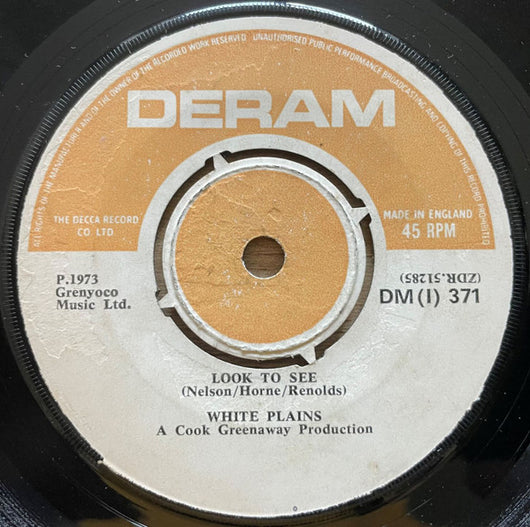 ALL RIGHTS OF THE MANUFACTURER AND OF THE OWNER OF THE RECORDED WORK RESERVED UNAUTHORISED PUBLIC PERFORMANCE BROADCASTING AND COPYING OF THIS RECORD PROHIBITED
DERAM
THE DECCA RECORD
CO LTD
MADE IN ENGLAND
45 RPM
P.1973
Grenyoco
Music Ltd.
(ZDR.51285)
DM(I) 371
LOOK TO SEE
(Nelson/Horne/Renolds)
WHITE PLAINS
A Cook Greenaway Production